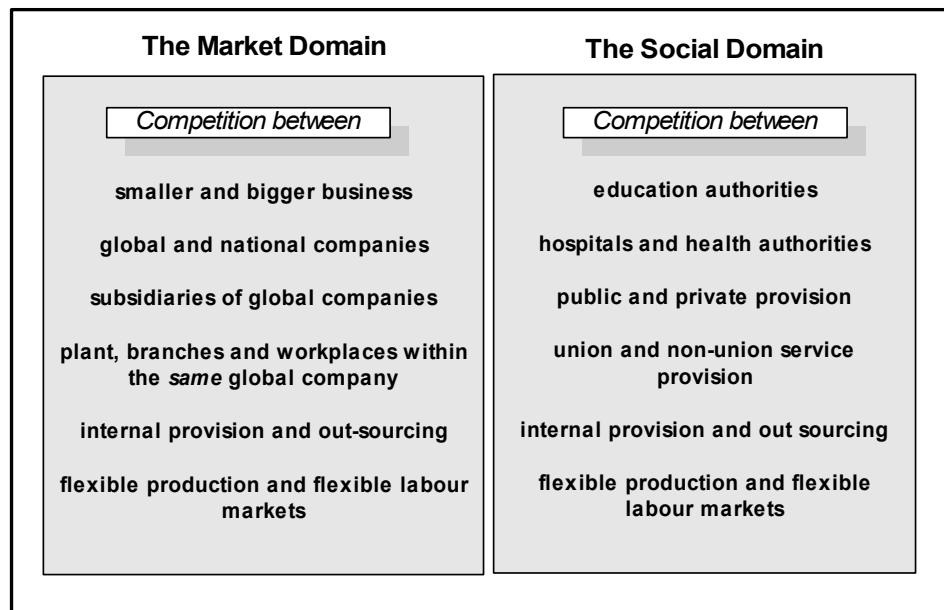 The Market Domain
Competition between
smaller and bigger business
global and national companies
subsidiaries of global companies
plant, branches and workplaces within
the same global company
internal provision and out-sourcing
flexible production and flexible labour
markets
The Social Domain
Competition between
education authorities
hospitals and health authorities
public and private provision
union and non-union service
provision
internal provision and out sourcing
flexible production and flexible
labour markets